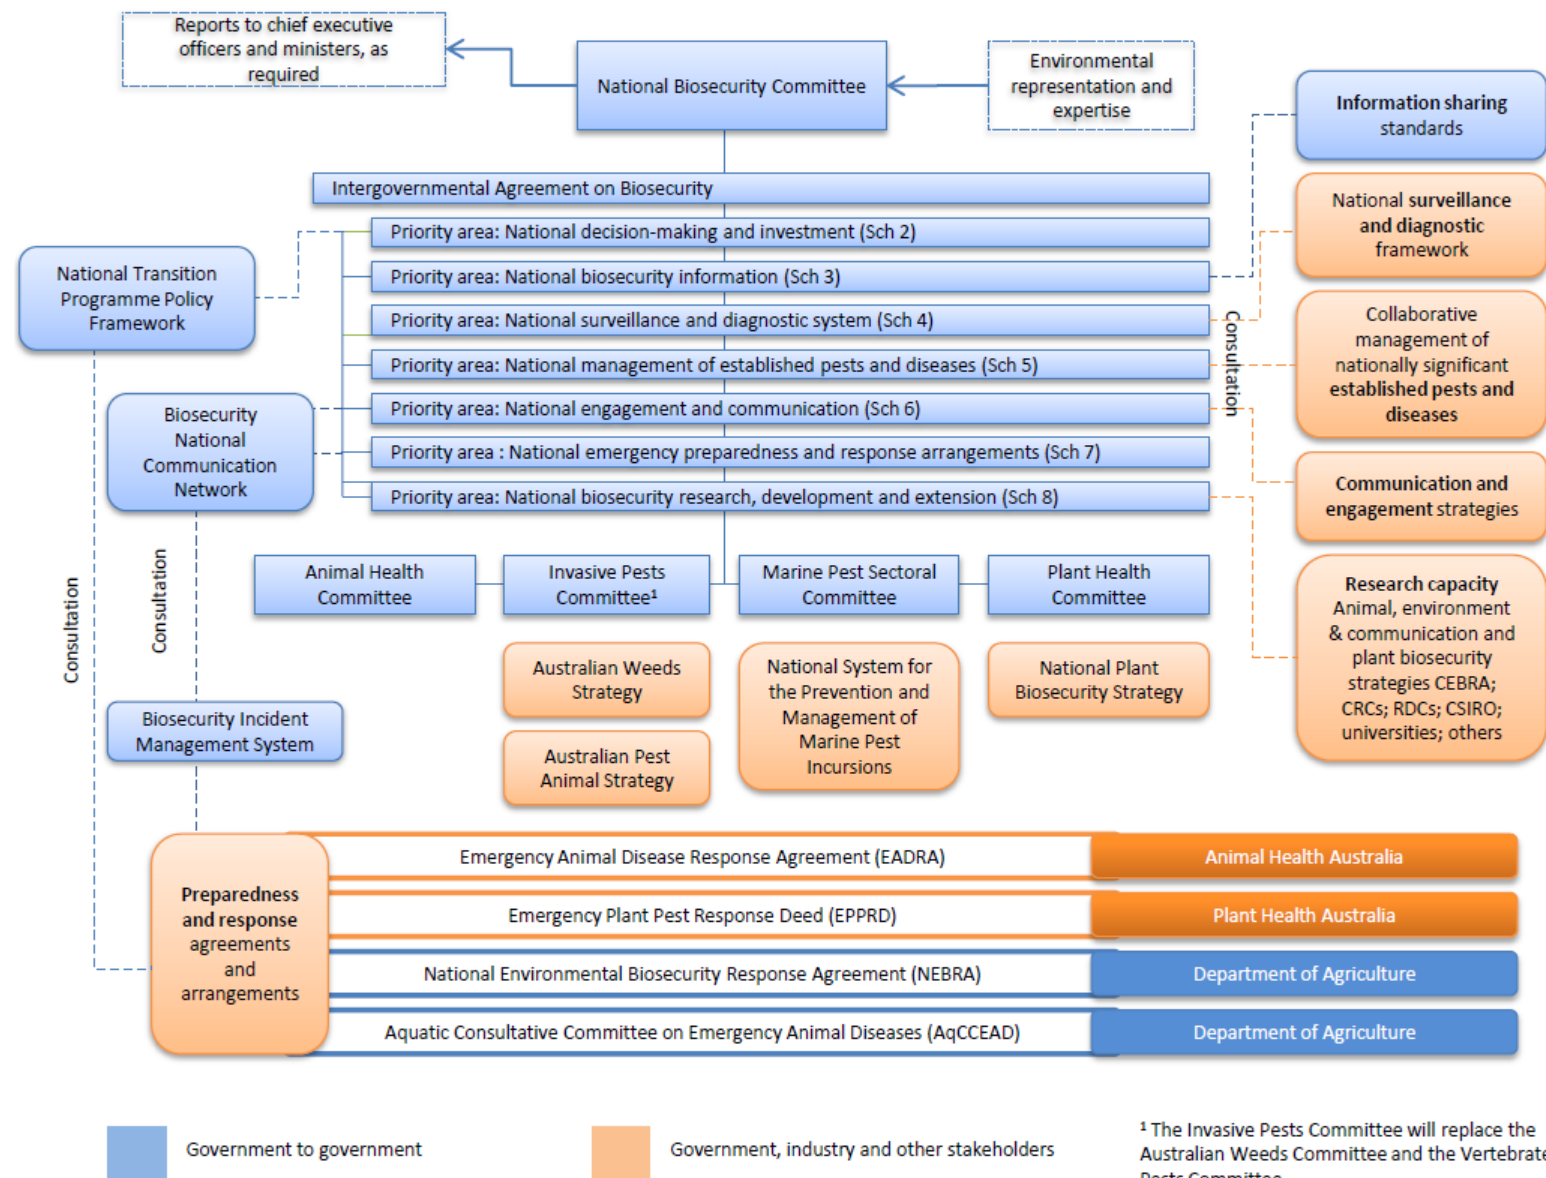 Reports to chief executive
officers and ministers, as
required
National Biosecurity Committee
Environmental
representation and
expertise
Information sharing
standards
Intergovernmental Agreement on Biosecurity
Priority area: National decision-making and investment (Sch 2)
Priority area: National biosecurity information (Sch 3)
Priority area: National surveillance and diagnostic system (Sch 4)
Priority area: National management of established pests and diseases (Sch 5)
Priority area: National engagement and communication (Sch 6)
Priority area : National emergency preparedness and response arrangements (Sch 7)
Priority area: National biosecurity research, development and extension (Sch 8)
National Transition
Programme Policy
Framework
Biosecurity
National
Communication
Network
Consultation
National surveillance
and diagnostic
framework
Collaborative
management of
nationally significant
established pests and
diseases
Communication and
engagement strategies
Research capacity
Animal, environment
& communication and
plant biosecurity
strategies CEBRA;
CRCs; RDCs; CSIRO;
universities; others
Animal Health
Committee
Invasive Pests
Committee¹
Marine Pest Sectoral
Committee
Plant Health
Committee
Consultation
Consultation
Australian Weeds
Strategy
Australian Pest
Animal Strategy
National System for
the Prevention and
Management of
Marine Pest
Incursions
National Plant
Biosecurity Strategy
Biosecurity Incident
Management System
Preparedness
and response
agreements
and
arrangements
Emergency Animal Disease Response Agreement (EADRA)
Animal Health Australia
Emergency Plant Pest Response Deed (EPPRD)
Plant Health Australia
National Environmental Biosecurity Response Agreement (NEBRA)
Department of Agriculture
Aquatic Consultative Committee on Emergency Animal Diseases (AqCCEAD)
Department of Agriculture
Government to government
Government, industry and other stakeholders
¹ The Invasive Pests Committee will replace the
Australian Weeds Committee and the Vertebrate
Pests Committee